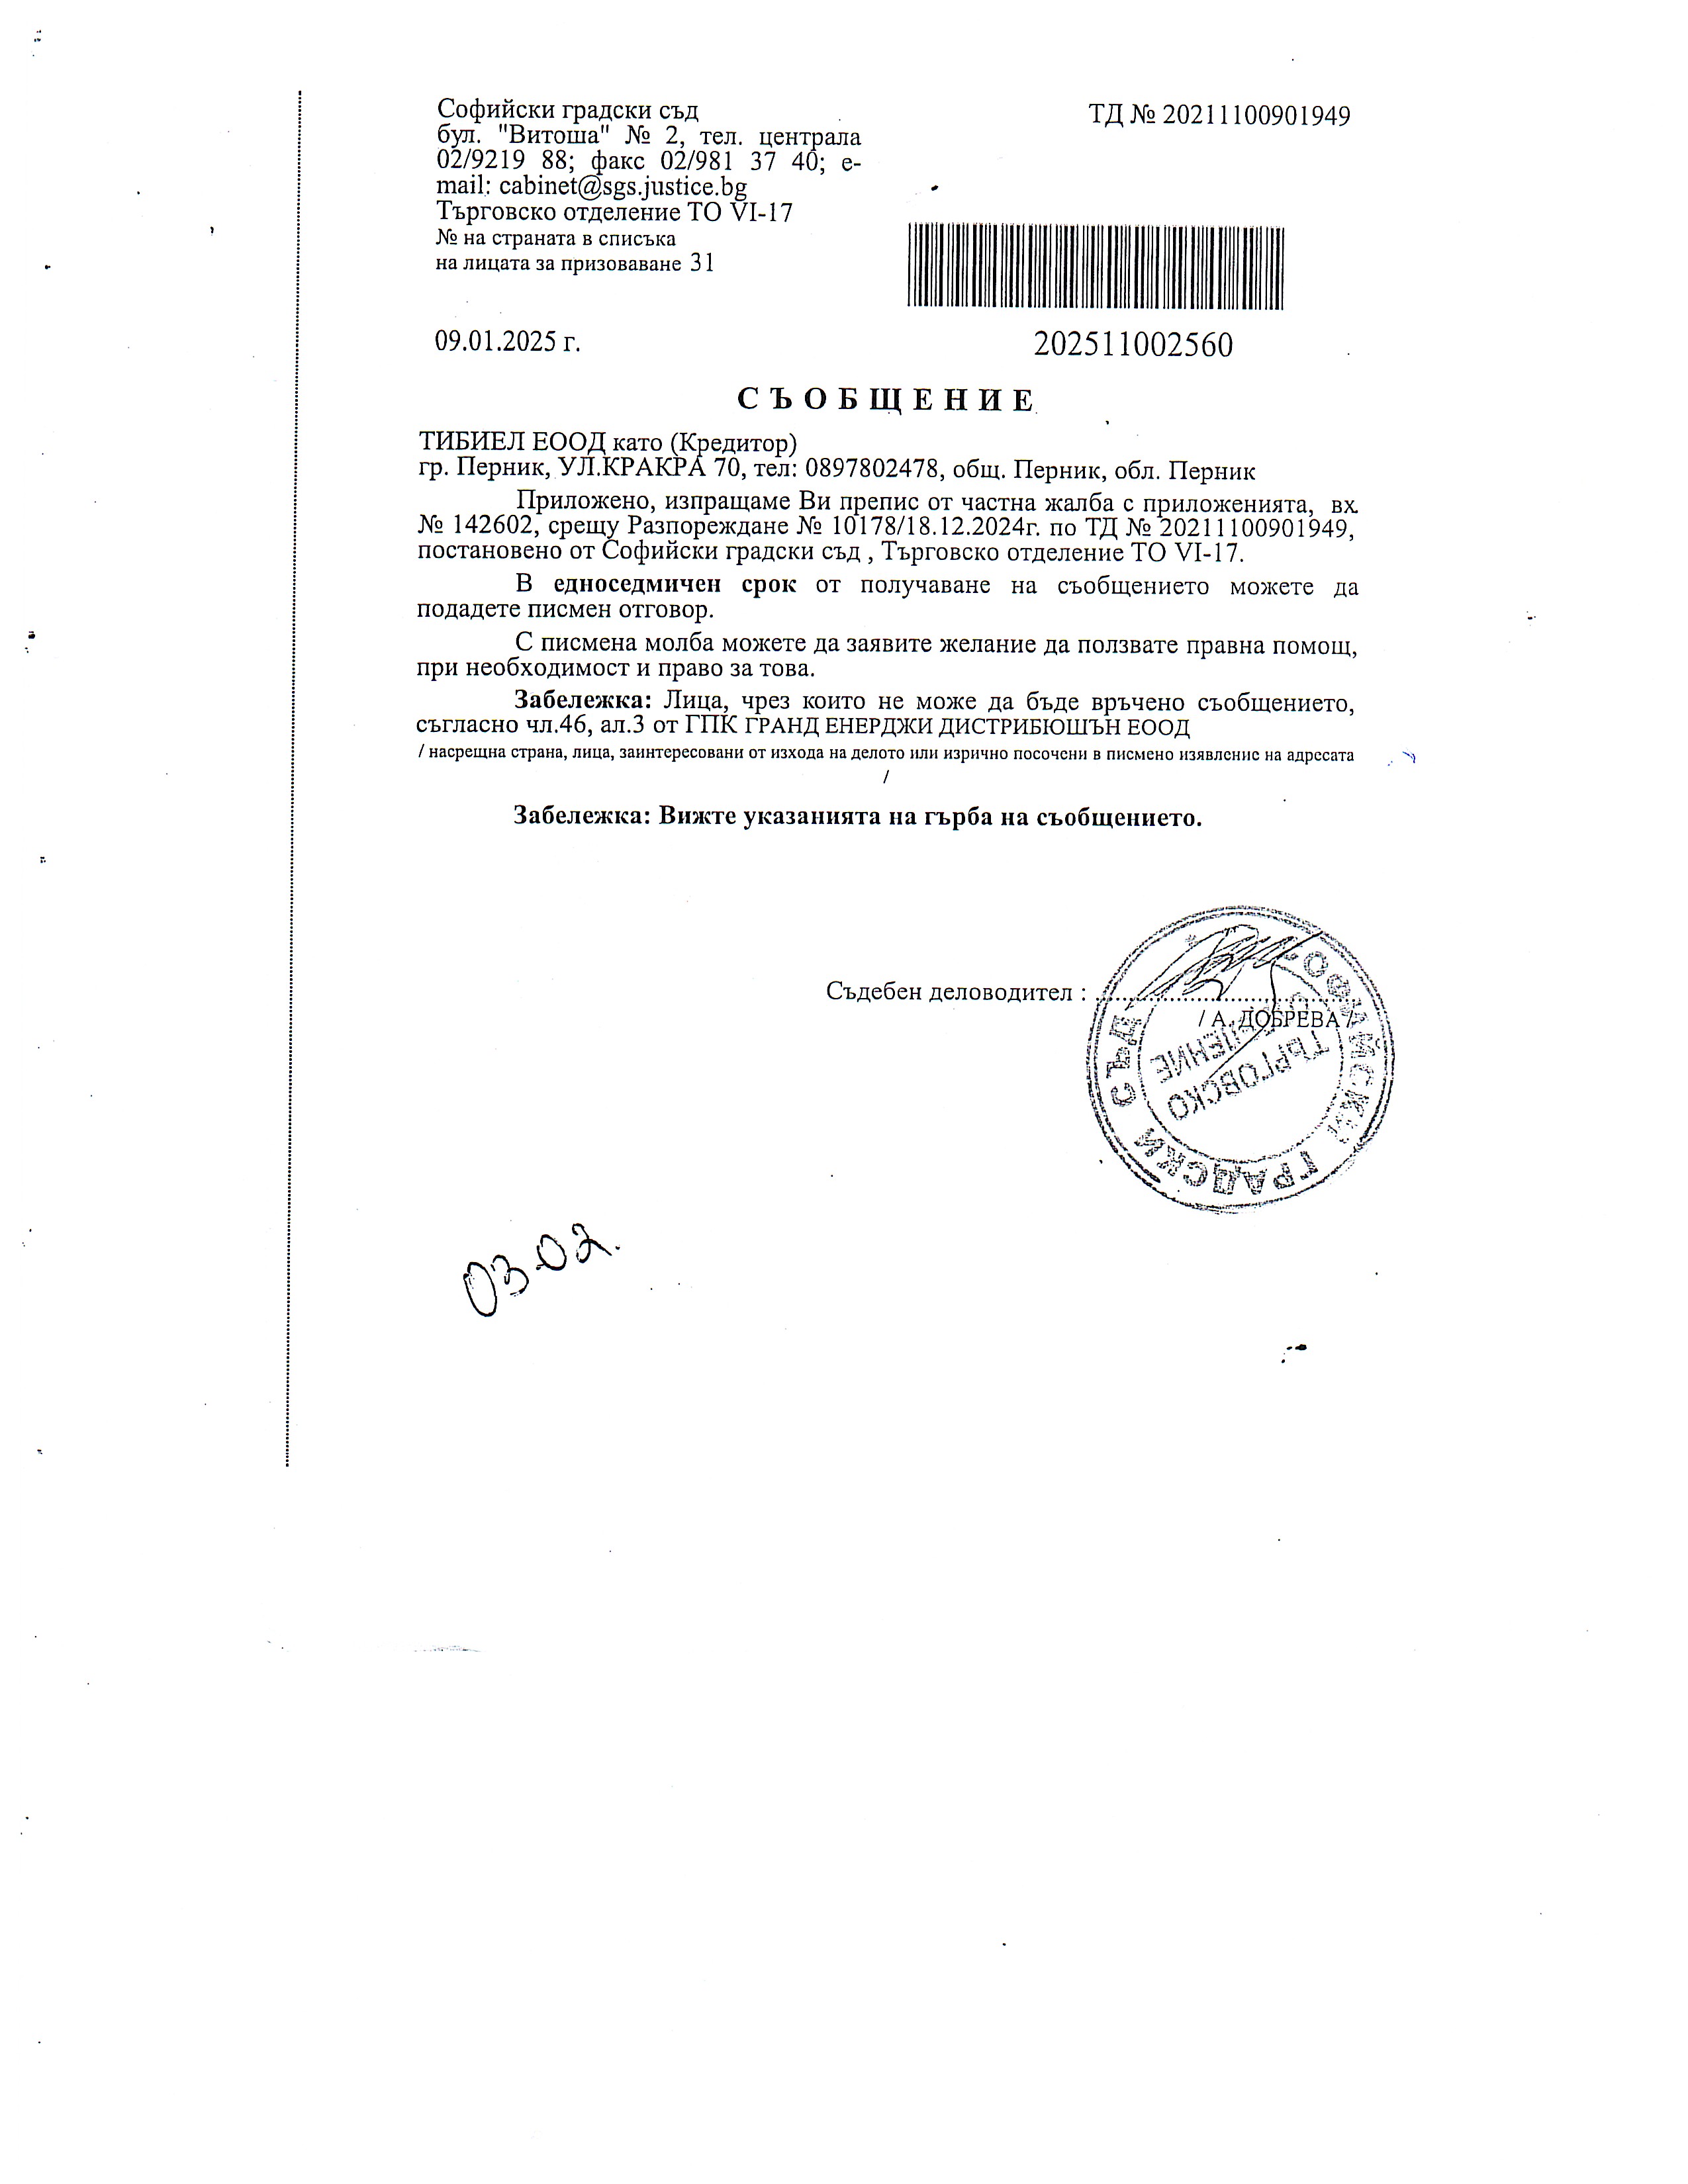 Софийски градски съд
ТД № 20211100901949
бул. "Витоша" № 2, тел. централа
02/9219 88; факс 02/981 37 40; е-
mail: cabinet@sgs.justice.bg
Търговско отделение ТО VI-17
№ на страната в списъка
на лицата за призоваване 31
09.01.2025 г.
202511002560
СЪОБЩЕНИЕ
ТИБИЕЛ ЕООД като (Кредитор)
гр. Перник, УЛ.КРАКРА 70, тел: 0897802478, общ. Перник, обл. Перник
Приложено, изпращаме Ви препис от частна жалба с приложенията, вх.
№ 142602, срещу Разпореждане № 10178/18.12.2024г. по ТД № 20211100901949,
постановено от Софийски градски съд , Търговско отделение ТО VI-17.
В едноседмичен срок от получаване на съобщението можете да
подадете писмен отговор.
С писмена молба можете да заявите желание да ползвате правна помощ,
при необходимост и право за това.
Забележка: Лица, чрез които не може да бъде връчено съобщението,
съгласно чл.46, ал.3 от ГПК ГРАНД ЕНЕРДЖИ ДИСТРИБЮШЪН ЕООД
/ насрещна страна, лица, заинтересовани от изхода на делото или изрично посочени в писмено изявление на адресата
/
Забележка: Вижте указанията на гърба на съобщението.
Съдебен деловодител : ...............................
/ А. ДОБРЕВА /
СОФИЙСКИ ГРАДСКИ СЪД
ТЪРГОВСКО
ОТДЕЛЕНИЕ
03.02.